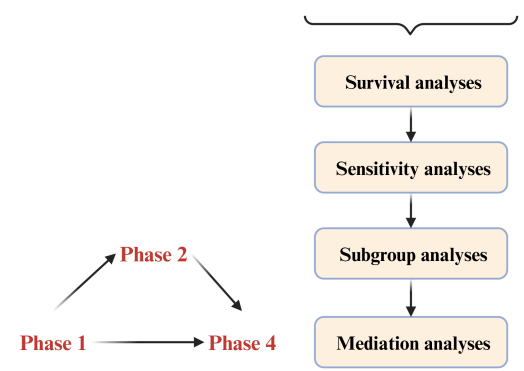 Survival analyses
Sensitivity analyses
Subgroup analyses
Mediation analyses
Phase 2
Phase 1
Phase 4